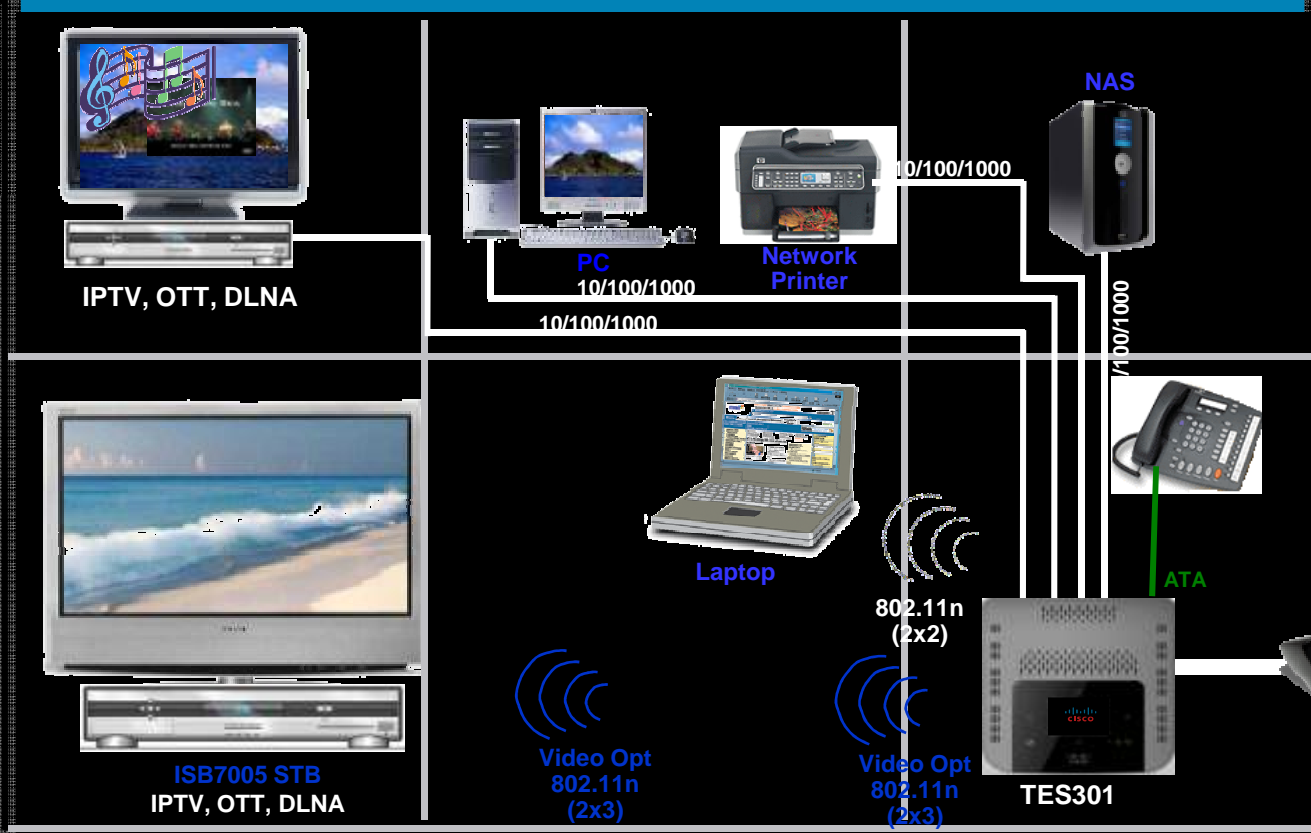 NAS
10/100/1000
IPTV, OTT, DLNA
PC
10/100/1000
Network
Printer
10/100/1000
/100/1000
Laptop
ATA
802.11n
(2x2)
cisco
Video Opt
802.11n
(2x3)
Video Opt
802.11n
(2x3)
ISB7005 STB
IPTV, OTT, DLNA
TES301